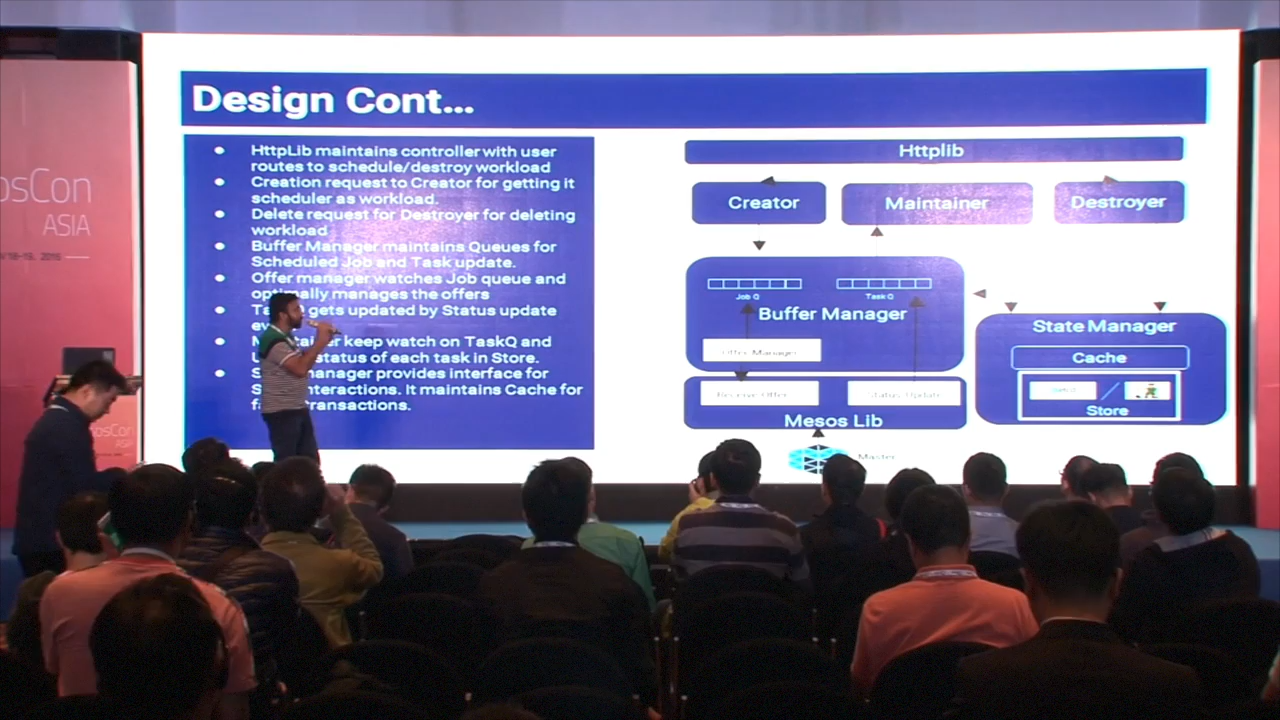 Design Cont...
HttpLib maintains controller with user
routes to schedule/destroy workload
Creation request to Creator for getting it
scheduler as workload.
Delete request for Destroyer for deleting
workload
Buffer Manager maintains Queues for
Scheduled Job and Task update.
Offer manager watches Job queue and
optimally manages the offers
gets updated by Status update
keep watch on TaskQ and
status of each task in Store.
manager provides interface for
interactions. It maintains Cache for
transactions.
Httplib
Creator
Maintainer
Destroyer
Job Q
Task Q
Buffer Manager
Offer Manager
Receive Offer
Status Update
Mesos Lib
Master
State Manager
Cache
Store
osCon
ASIA
osCon
ASIA